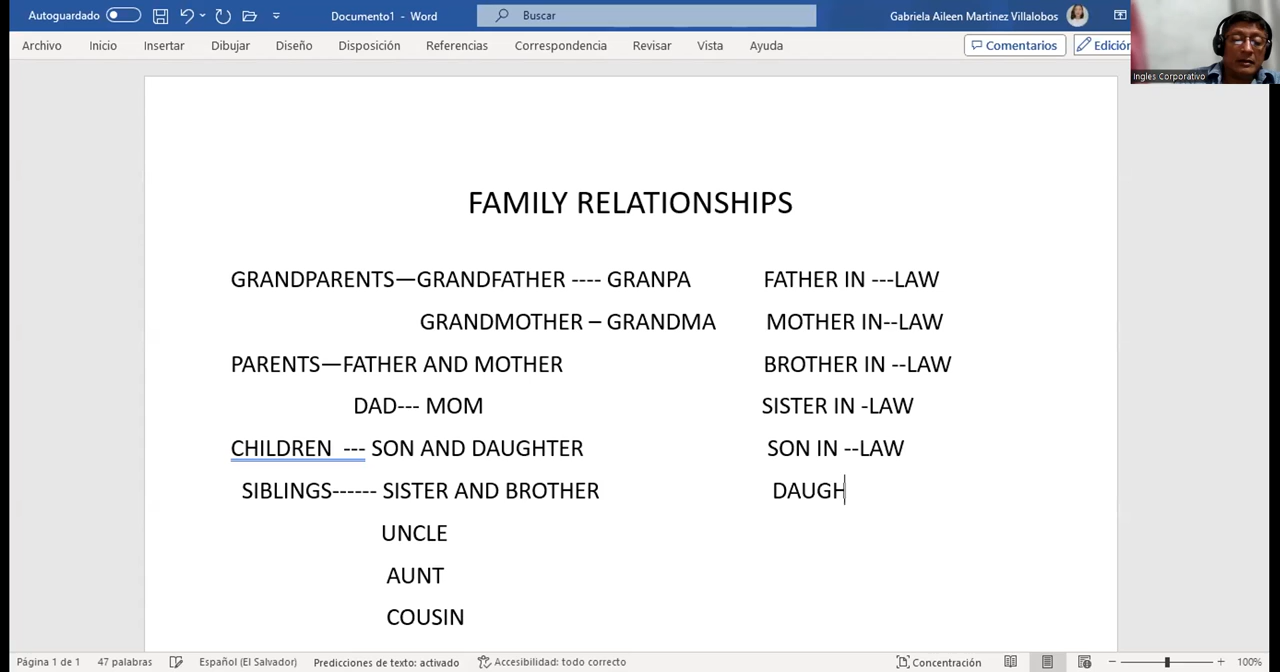 Autoguardado
Documento1 - Word
Buscar
Gabriela Aileen Martinez Villalobos
Archivo Inicio Insertar Dibujar Diseño Disposición Referencias Correspondencia Revisar Vista Ayuda
Comentarios
Edición
Ingles Corporativo
FAMILY RELATIONSHIPS
GRANDPARENTS—GRANDFATHER ---- GRANPA FATHER IN ---LAW
GRANDMOTHER – GRANDMA MOTHER IN--LAW
PARENTS—FATHER AND MOTHER BROTHER IN --LAW
DAD--- MOM SISTER IN -LAW
CHILDREN --- SON AND DAUGHTER SON IN --LAW
SIBLINGS------ SISTER AND BROTHER DAUGH
UNCLE
AUNT
COUSIN
Página 1 de 1 47 palabras Español (El Salvador) Predicciones de texto: activado Accesibilidad: todo correcto Concentración 100%